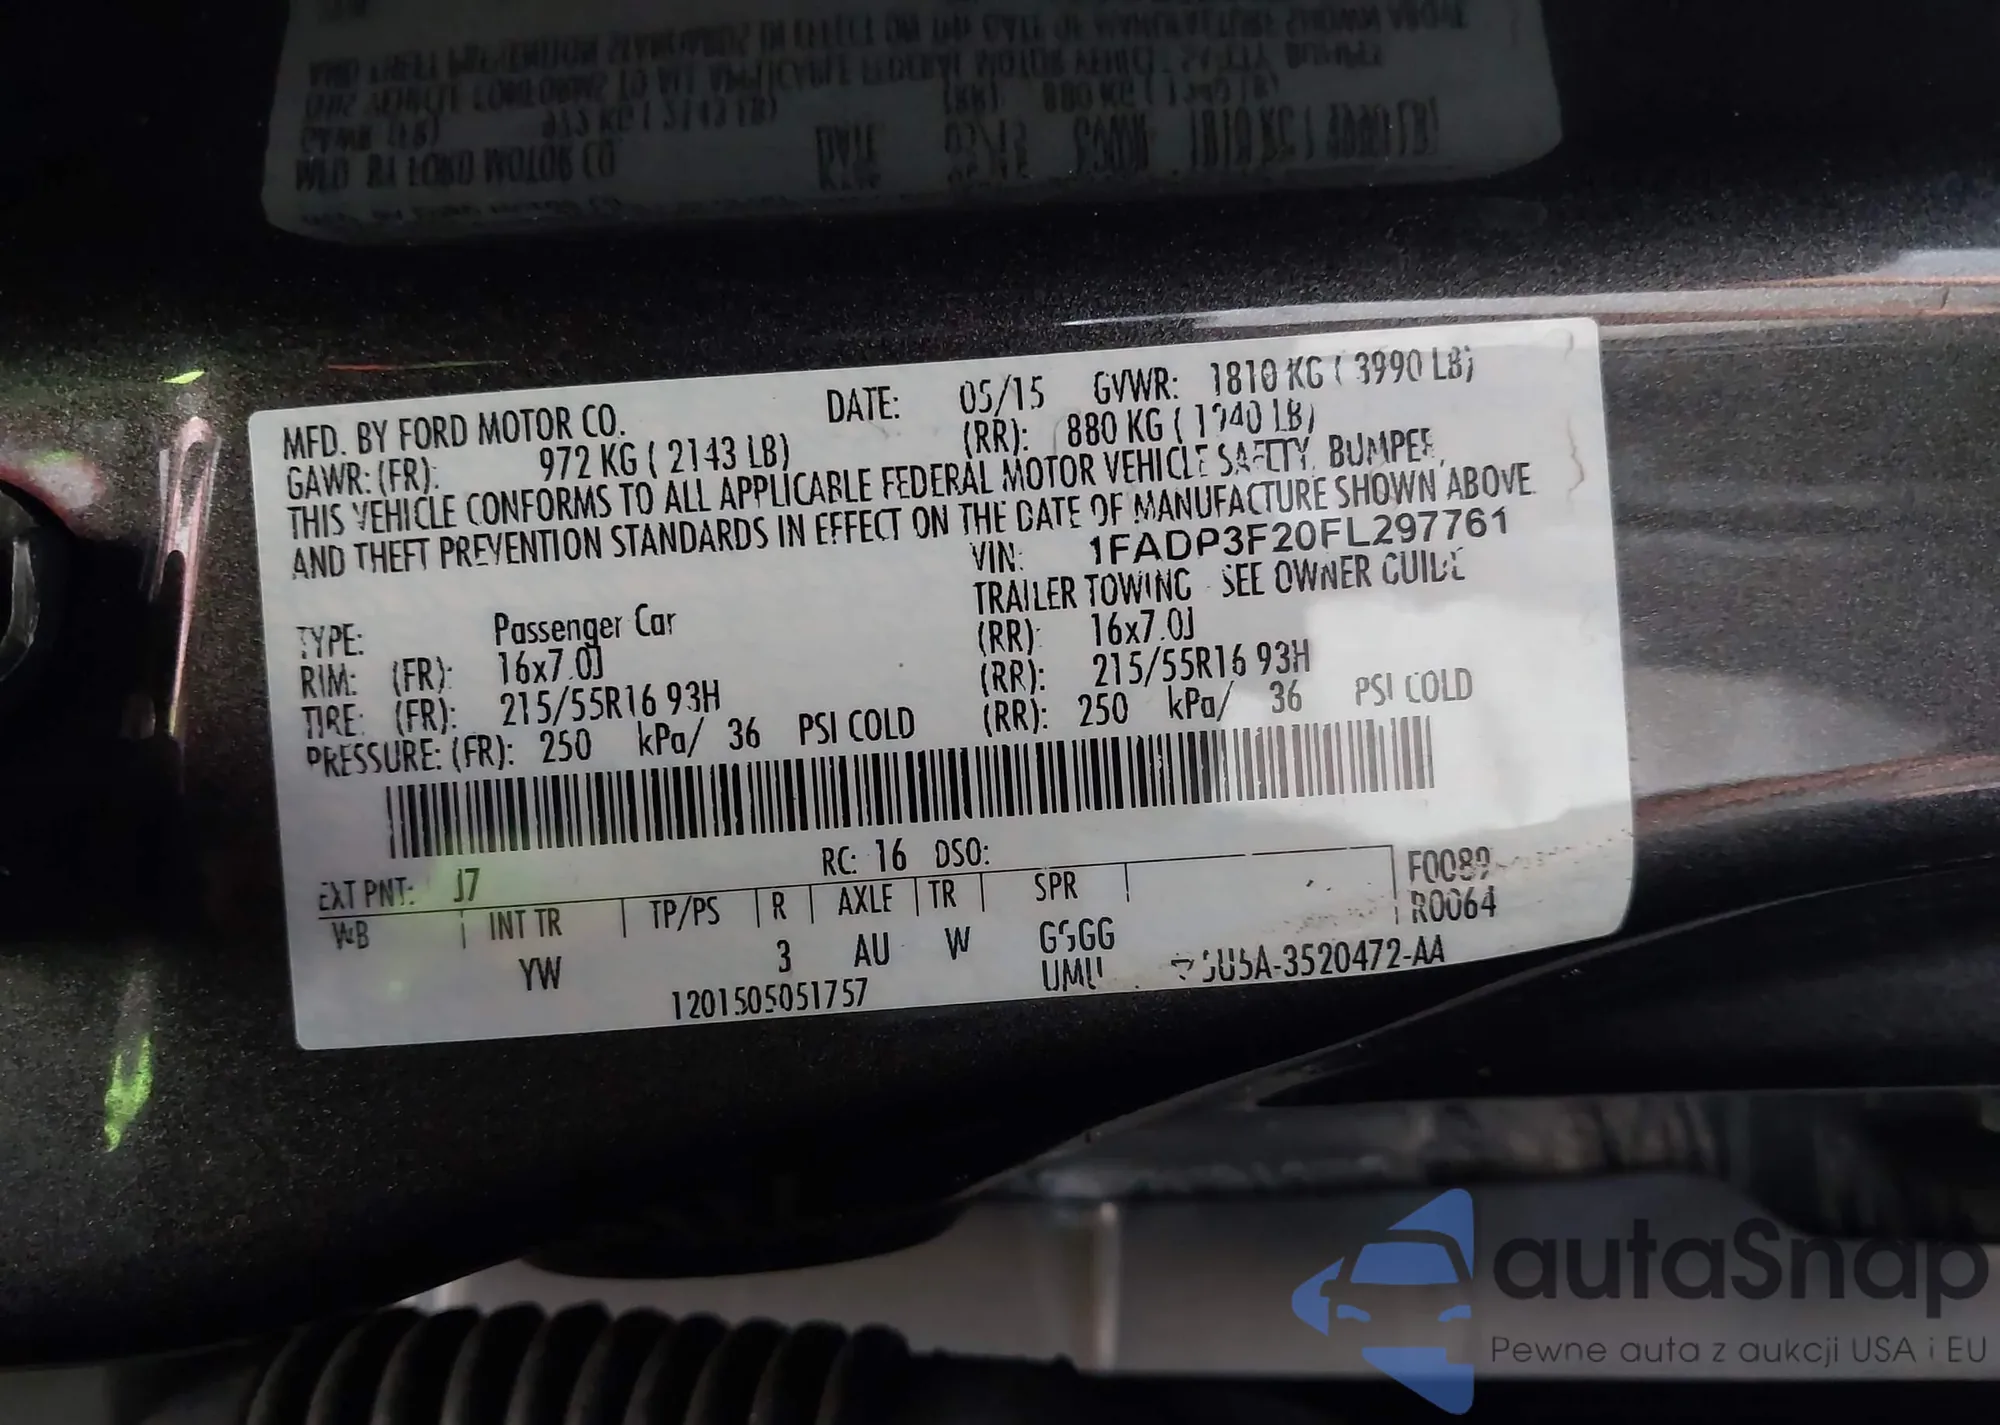 MFD. BY FORD MOTOR CO. DATE: 05/15 GVWR: 1810 KG ( 3990 LB)
GAWR: (FR): 972 KG ( 2143 LB) (RR): 880 KG ( 1940 LB)
THIS VEHICLE CONFORMS TO ALL APPLICABLE FEDERAL MOTOR VEHICLE SAFETY, BUMPER,
AND THEFT PREVENTION STANDARDS IN EFFECT ON THE DATE OF MANUFACTURE SHOWN ABOVE
VIN: 1FADP3F20FL297761
TRAILER TOWING SEE OWNER GUIDE
TYPE: Passenger Car
RIM: (FR): 16x7.0J (RR): 16x7.0J
TIRE: (FR): 215/55R16 93H (RR): 215/55R16 93H
PRESSURE: (FR): 250 kPa/ 36 PSI COLD (RR): 250 kPa/ 36 PSI COLD
RC: 16 DSO:
EXT PNT: J7 F0089
WB INT TR TP/PS R AXLE TR SPR R0064
YW 3 AU W GSGG
1201505051757 3520472-AA
autaSnap
Pewne auta z aukcji USA i EU